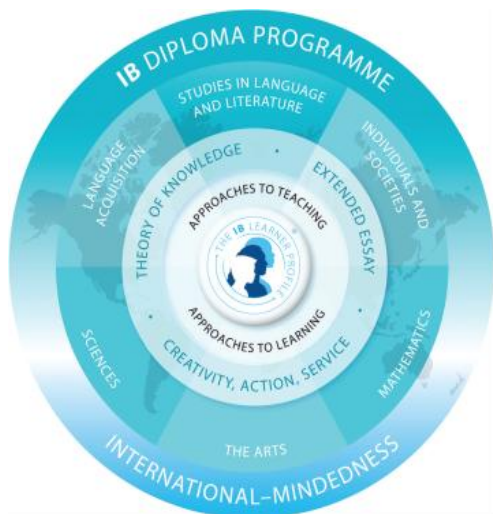 IB DIPLOMA PROGRAMME
STUDIES IN LANGUAGE
AND LITERATURE
LANGUAGE
ACQUISITION
INDIVIDUALS AND
SOCIETIES
THEORY OF KNOWLEDGE
EXTENDED ESSAY
APPROACHES TO TEACHING
THE IB LEARNER PROFILE
APPROACHES TO LEARNING
CREATIVITY, ACTION, SERVICE
SCIENCES
MATHEMATICS
THE ARTS
INTERNATIONAL–MINDEDNESS